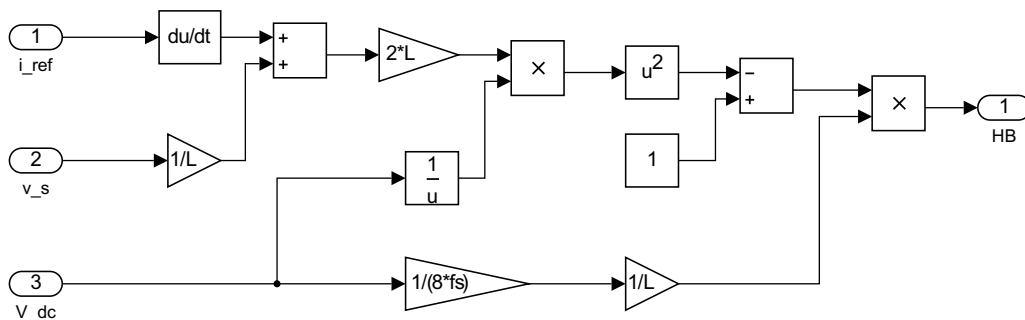 1
i_ref
du/dt
+
+
2*L
×
u²
−
+
×
1
HB
2
v_s
1/L
1
u
1
3
V_dc
1/(8*fs)
1/L